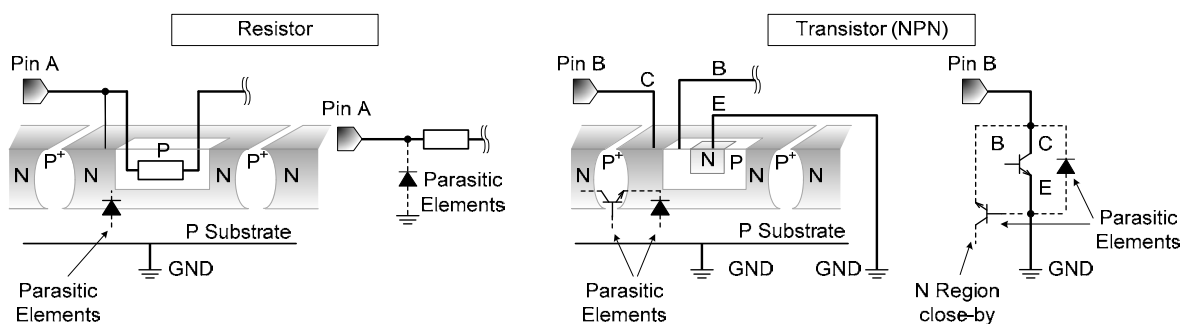 Resistor
Transistor (NPN)
Pin A
Pin A
N
P+
N
P
N
P+
N
Parasitic
Elements
P Substrate
GND
Parasitic
Elements
Pin B
C
B
E
N
P+
N
N
P
N
P+
N
P Substrate
GND
GND
Parasitic
Elements
Pin B
B
C
E
Parasitic
Elements
GND
N Region
close-by